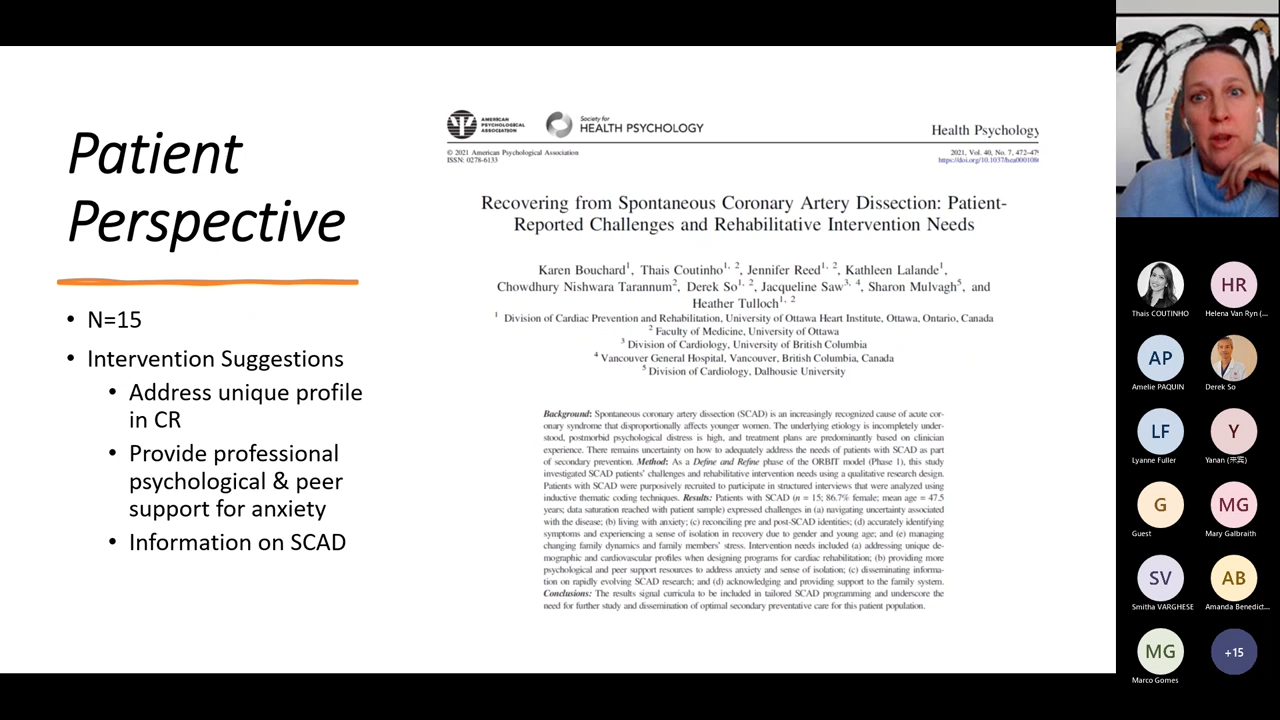 Patient
Perspective
• N=15
• Intervention Suggestions
• Address unique profile
in CR
• Provide professional
psychological & peer
support for anxiety
• Information on SCAD
AMERICAN
PSYCHOLOGICAL
ASSOCIATION
Society for
HEALTH PSYCHOLOGY
Health Psychology
© 2021 American Psychological Association
ISSN: 0278-6133
2021, Vol. 40, No. 7, 472–47
https://doi.org/10.1037/hea000108
Recovering from Spontaneous Coronary Artery Dissection: Patient-
Reported Challenges and Rehabilitative Intervention Needs
Karen Bouchard1, Thais Coutinho1, 2, Jennifer Reed1, 2, Kathleen Lalande1,
Chowdhury Nishwara Tarannum2, Derek So1, 2, Jacqueline Saw3, 4, Sharon Mulvagh5, and
Heather Tulloch1, 2
1 Division of Cardiac Prevention and Rehabilitation, University of Ottawa Heart Institute, Ottawa, Ontario, Canada
2 Faculty of Medicine, University of Ottawa
3 Division of Cardiology, University of British Columbia
4 Vancouver General Hospital, Vancouver, British Columbia, Canada
5 Division of Cardiology, Dalhousie University
Background: Spontaneous coronary artery dissection (SCAD) is an increasingly recognized cause of acute cor-
onary syndrome that disproportionally affects younger women. The underlying etiology is incompletely under-
stood, postmorbid psychological distress is high, and treatment plans are predominantly based on clinician
experience. There remains uncertainty on how to adequately address the needs of patients with SCAD as part
of secondary prevention. Method: As a Define and Refine phase of the ORBIT model (Phase 1), this study
investigated SCAD patients' challenges and rehabilitative intervention needs using a qualitative research design.
Patients with SCAD were purposively recruited to participate in structured interviews that were analyzed using
inductive thematic coding techniques. Results: Patients with SCAD (n = 15; 86.7% female; mean age = 47.5
years; data saturation reached with patient sample) expressed challenges in (a) navigating uncertainty associated
with the disease; (b) living with anxiety; (c) reconciling pre and post-SCAD identities; (d) accurately identifying
symptoms and experiencing a sense of isolation in recovery due to gender and young age; and (e) managing
changing family dynamics and family members' stress. Intervention needs included (a) addressing unique de-
mographic and cardiovascular profiles when designing programs for cardiac rehabilitation; (b) providing more
psychological and peer support resources to address anxiety and sense of isolation; (c) disseminating informa-
tion on rapidly evolving SCAD research; and (d) acknowledging and providing support to the family system.
Conclusions: The results signal curricula to be included in tailored SCAD programming and underscore the
need for further study and dissemination of optimal secondary preventative care for this patient population.
HR
Thais COUTINHO
Helena Van Ryn (...
AP
Amelie PAQUIN
Derek So
LF
Y
Lyanne Fuller
Yanan
G
MG
Guest
Mary Galbraith
SV
AB
Smitha VARGHESE
Amanda Benedict...
MG
+15
Marco Gomes